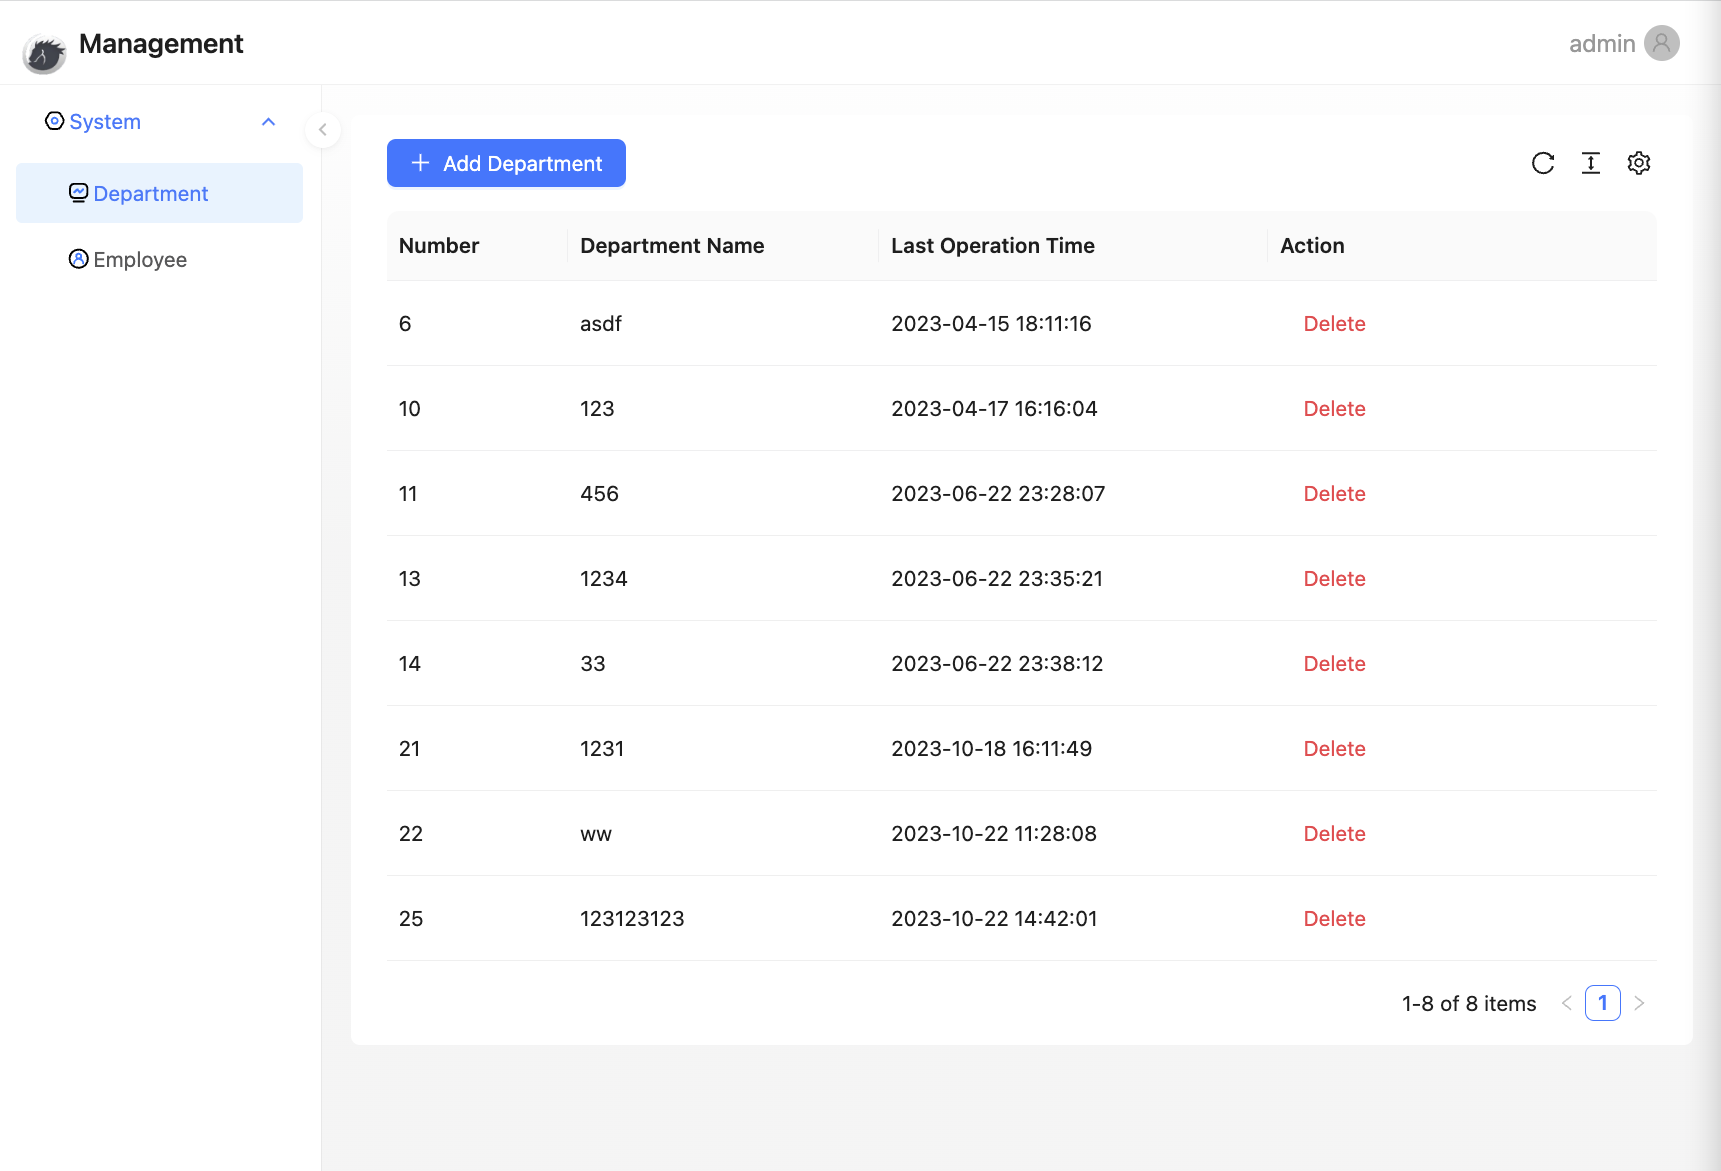 Management
admin
System
Department
Employee
Add Department
Number Department Name Last Operation Time Action
6 asdf 2023-04-15 18:11:16 Delete
10 123 2023-04-17 16:16:04 Delete
11 456 2023-06-22 23:28:07 Delete
13 1234 2023-06-22 23:35:21 Delete
14 33 2023-06-22 23:38:12 Delete
21 1231 2023-10-18 16:11:49 Delete
22 ww 2023-10-22 11:28:08 Delete
25 123123123 2023-10-22 14:42:01 Delete
1-8 of 8 items 1